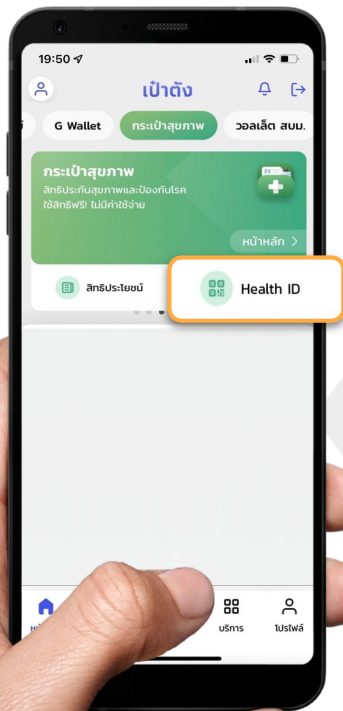 19:50
เป๋าตัง
G Wallet
กระเป๋าสุขภาพ
วอลเล็ต สบม.
กระเป๋าสุขภาพ
สิทธิประกันสุขภาพและป้องกันโรค
ใช้สิทธิฟรี! ไม่มีค่าใช้จ่าย
หน้าหลัก >
สิทธิประโยชน์
Health ID
บริการ
โปรไฟล์